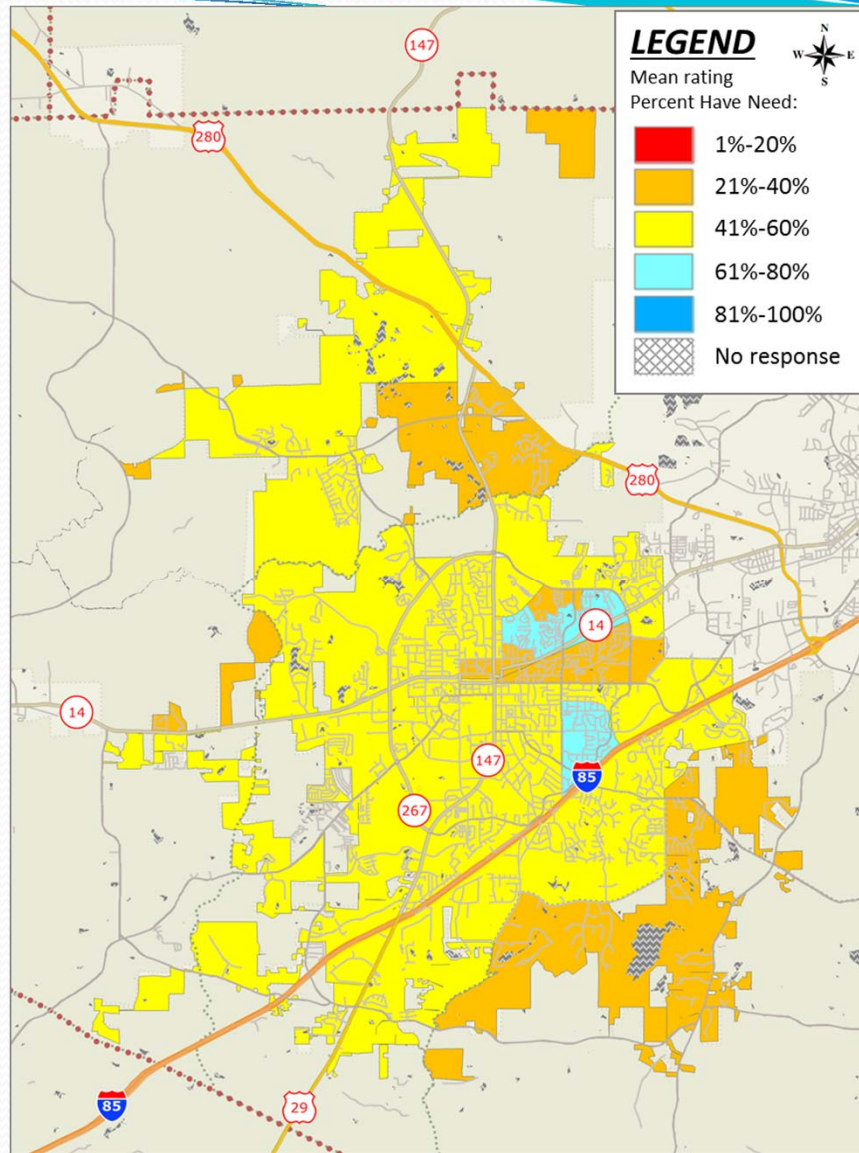 LEGEND
N
W E
S
Mean rating
Percent Have Need:
1%-20%
21%-40%
41%-60%
61%-80%
81%-100%
No response
147
280
280
14
14
147
85
267
85
29